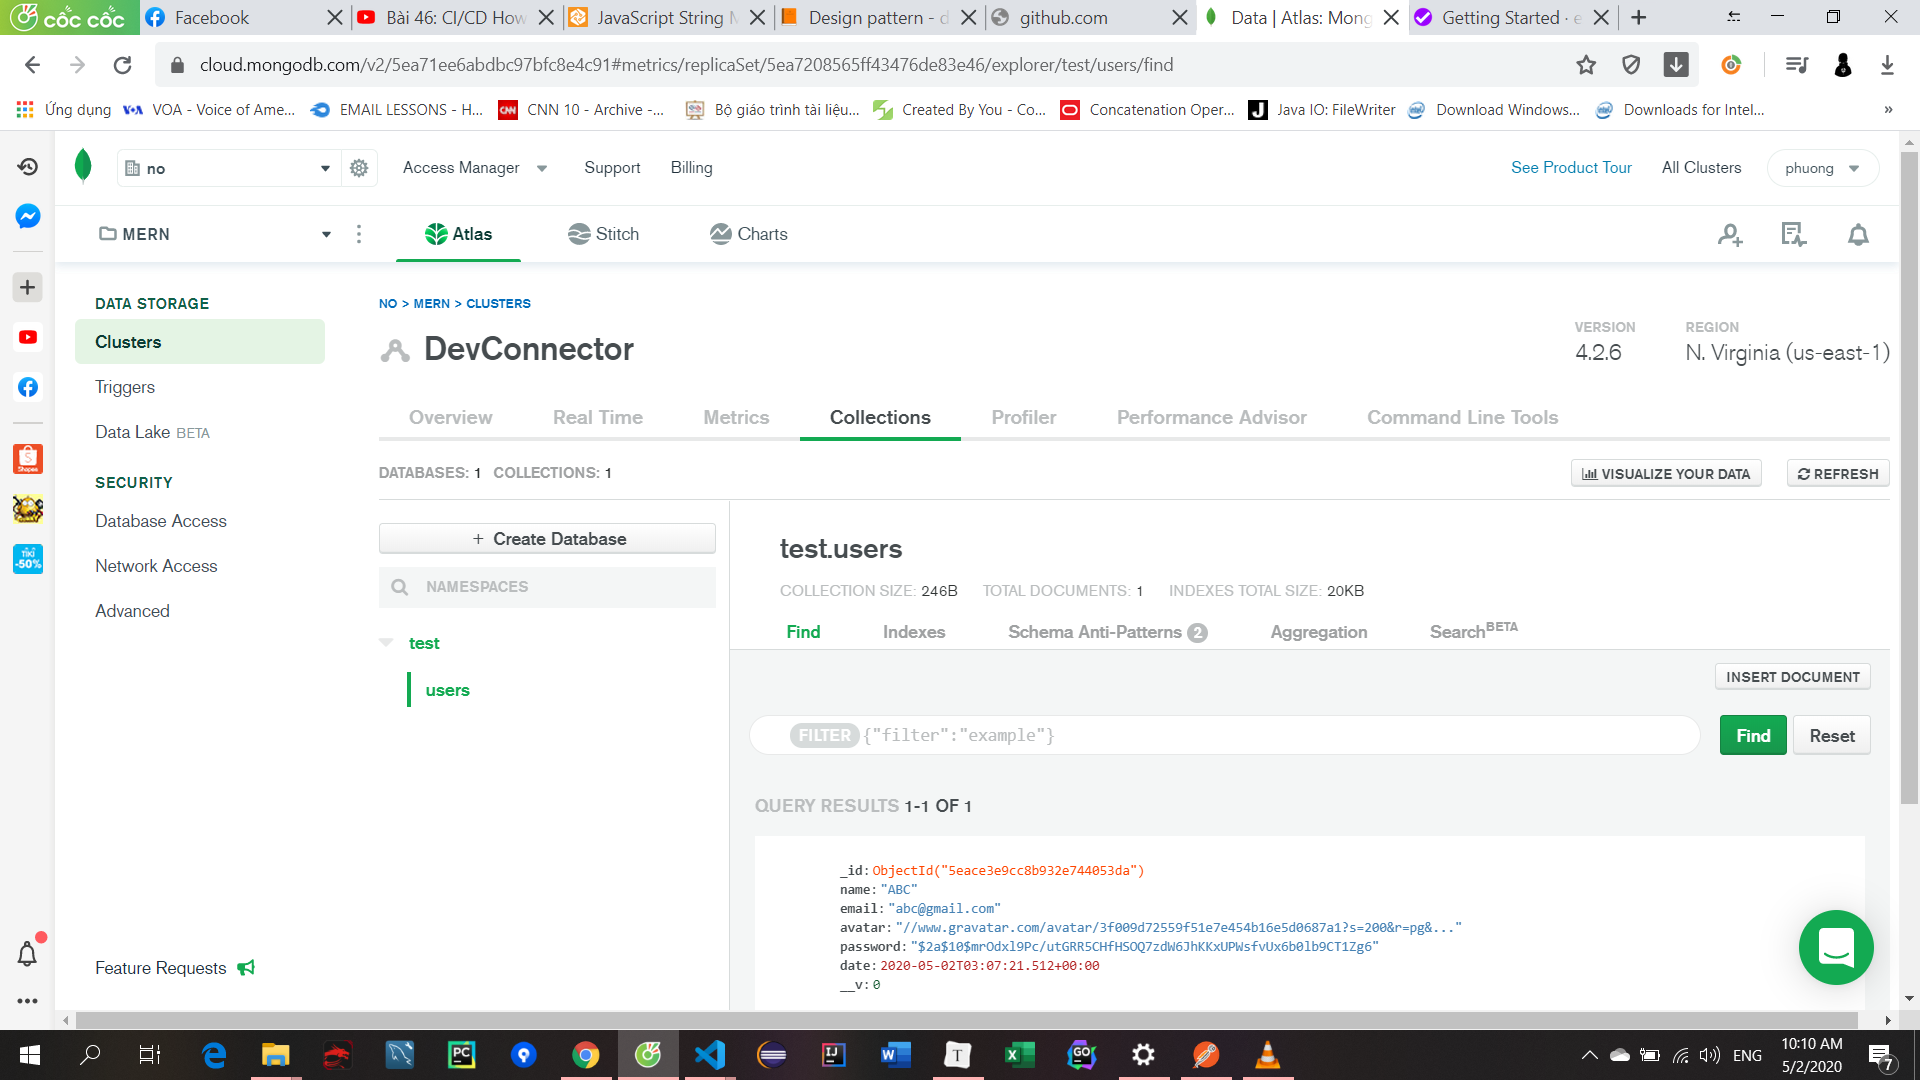 CỐC CỐC
Facebook
Bài 46: CI/CD How
JavaScript String M
Design pattern - d
github.com
Data | Atlas: Mong
Getting Started · e
cloud.mongodb.com/v2/5ea71ee6abdbc97bfc8e4c91#metrics/replicaSet/5ea7208565ff43476de83e46/explorer/test/users/find
Ứng dụng
VOA VOA - Voice of Ame...
EMAIL LESSONS - H...
CNN CNN 10 - Archive -...
Bộ giáo trình tài liệu...
Created By You - Co...
Concatenation Oper...
J Java IO: FileWriter
Download Windows...
Downloads for Intel...
»
no
Access Manager
Support
Billing
See Product Tour
All Clusters
phuong
MERN
Atlas
Stitch
Charts
DATA STORAGE
Clusters
Triggers
Data Lake BETA
SECURITY
Database Access
Network Access
Advanced
Feature Requests
Shopee
TIKI
-50%
NO > MERN > CLUSTERS
DevConnector
VERSION
4.2.6
REGION
N. Virginia (us-east-1)
Overview
Real Time
Metrics
Collections
Profiler
Performance Advisor
Command Line Tools
DATABASES: 1 COLLECTIONS: 1
VISUALIZE YOUR DATA
REFRESH
+ Create Database
NAMESPACES
test
users
test.users
COLLECTION SIZE: 246B TOTAL DOCUMENTS: 1 INDEXES TOTAL SIZE: 20KB
Find
Indexes
Schema Anti-Patterns 2
Aggregation
Search BETA
INSERT DOCUMENT
FILTER {"filter":"example"}
Find
Reset
QUERY RESULTS 1-1 OF 1
_id: ObjectId("5eace3e9cc8b932e744053da")
name: "ABC"
email: "abc@gmail.com"
avatar: "//www.gravatar.com/avatar/3f009d72559f51e7e454b16e5d0687a1?s=200&r=pg&..."
password: "$2a$10$mrOdxl9Pc/utGRR5CHfHSOQ7zdW6JhKKxUPWsfvUx6b0lb9CT1Zg6"
date: 2020-05-02T03:07:21.512+00:00
__v: 0
PC
IJ
W
T
X
GO
ENG
10:10 AM
5/2/2020
7